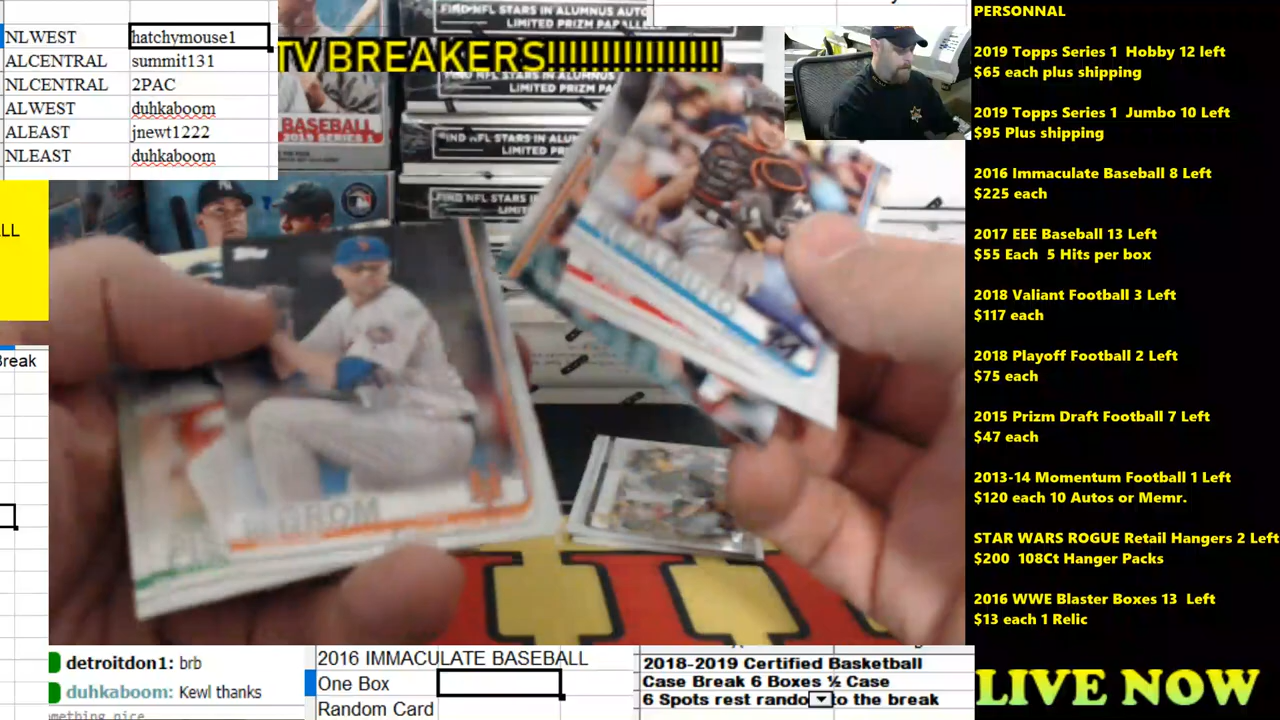 NLWEST hatchymouse1
ALCENTRAL summit131
NLCENTRAL 2PAC
ALWEST duhkaboom
ALEAST jnewt1222
NLEAST duhkaboom
TV BREAKERS!!!!!!!!!!!!!!!!!!
LIMITED PRIZM PARALLEL
BASEBALL
PERSONNAL
2019 Topps Series 1 Hobby 12 left
$65 each plus shipping
2019 Topps Series 1 Jumbo 10 Left
$95 Plus shipping
2016 Immaculate Baseball 8 Left
$225 each
2017 EEE Baseball 13 Left
$55 Each 5 Hits per box
2018 Valiant Football 3 Left
$117 each
2018 Playoff Football 2 Left
$75 each
2015 Prizm Draft Football 7 Left
$47 each
2013-14 Momentum Football 1 Left
$120 each 10 Autos or Memr.
STAR WARS ROGUE Retail Hangers 2 Left
$200 108Ct Hanger Packs
2016 WWE Blaster Boxes 13 Left
$13 each 1 Relic
LIVE NOW
detroitdon1: brb
duhkaboom: Kewl thanks
2016 IMMACULATE BASEBALL
One Box
Random Card
2018-2019 Certified Basketball
Case Break 6 Boxes ½ Case
6 Spots rest rando to the break